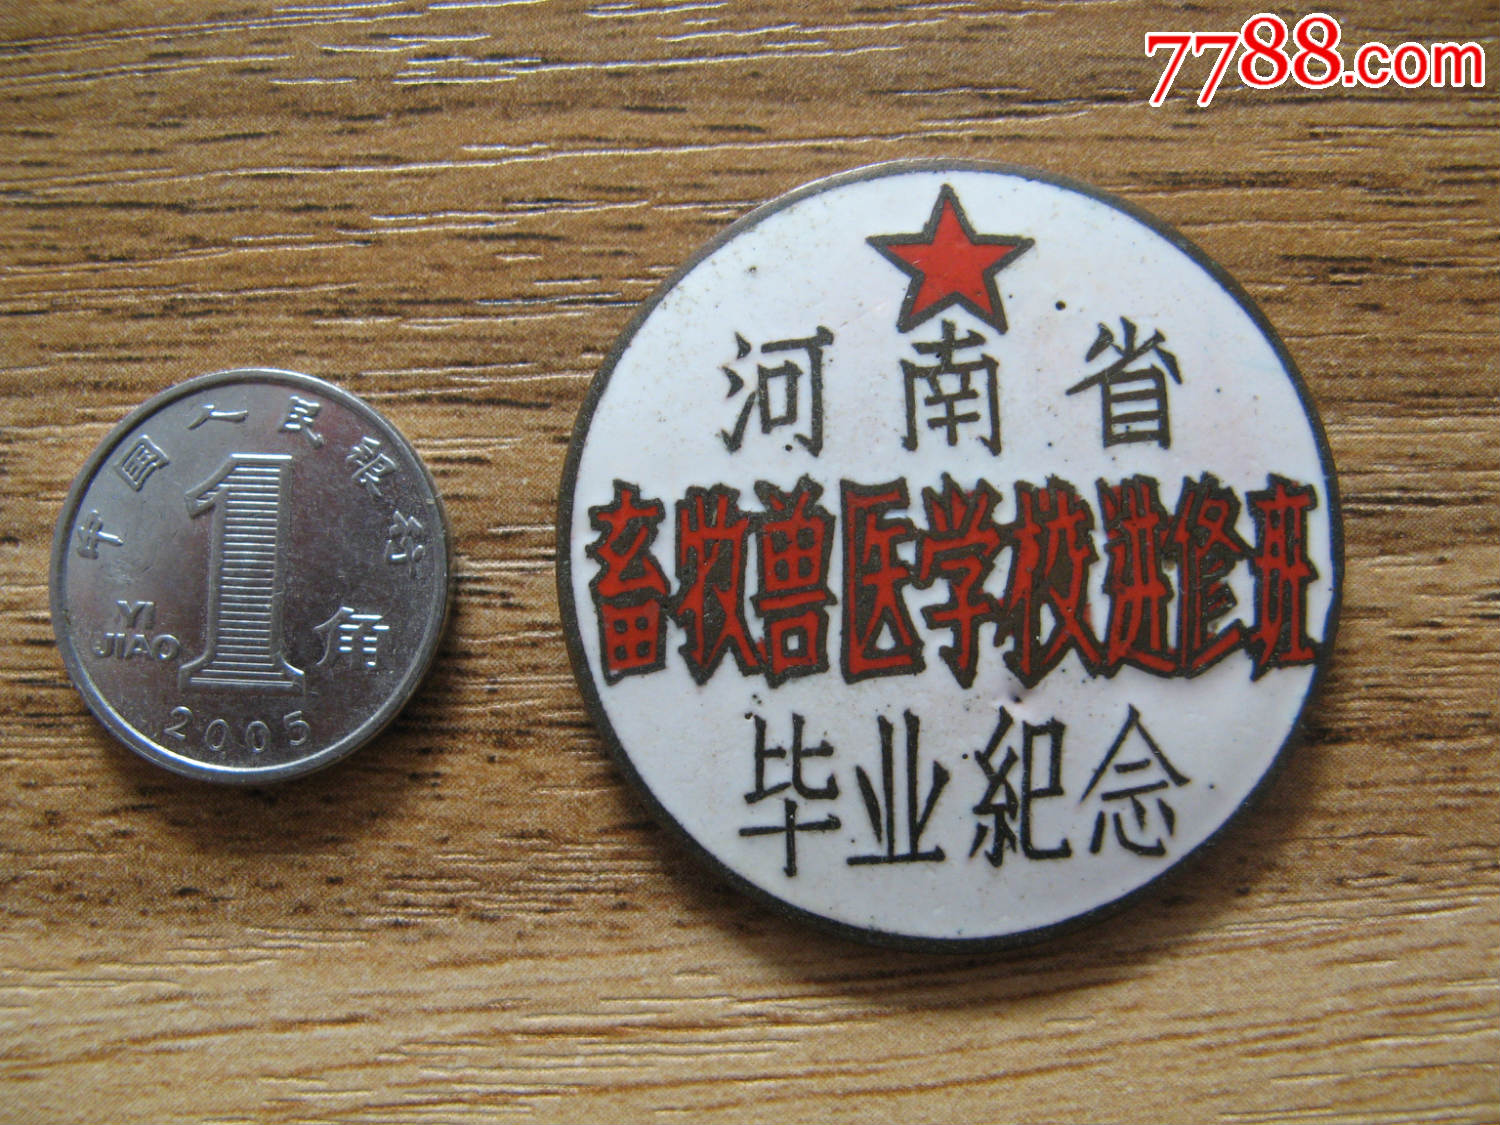 7788.com
中国人民银行
1
YI
JIAO
角
2005
河南省
畜牧兽医学校进修班
毕业紀念